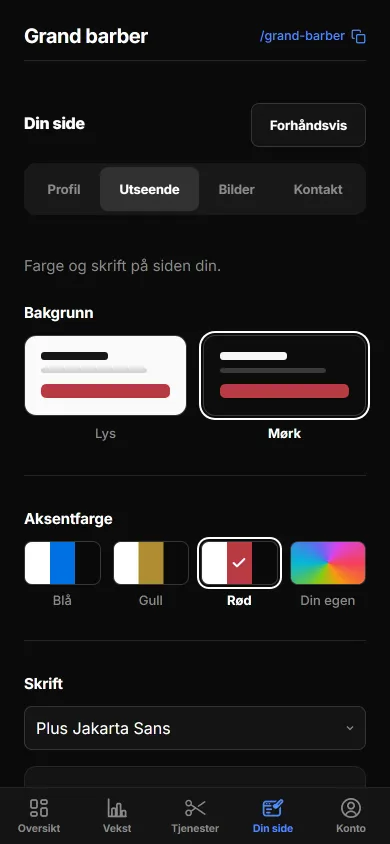 Grand barber
/grand-barber
Din side
Forhåndsvis
Profil
Utseende
Bilder
Kontakt
Farge og skrift på siden din.
Bakgrunn
Lys
Mørk
Aksentfarge
Blå
Gull
Rød
Din egen
Skrift
Plus Jakarta Sans
Oversikt
Vekst
Tjenester
Din side
Konto